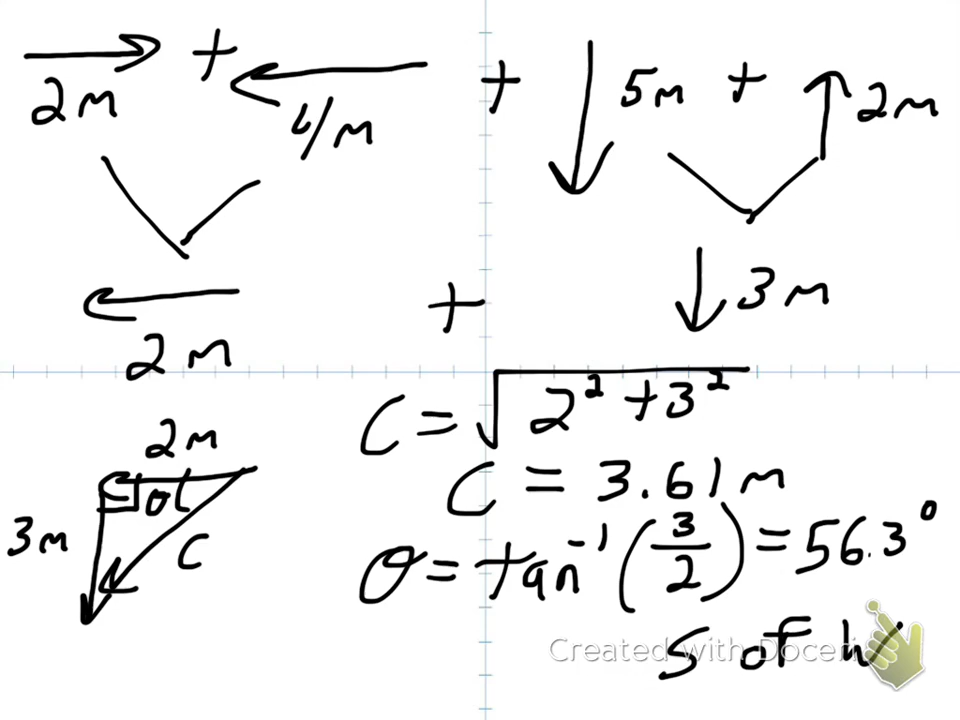 2m + 4m + 5m + 2m
2m + 3m
C = √2² + 3²
2m
C = 3.61m
3m θ C
θ = tan⁻¹(3/2) = 56.3°
S of W
Created with Doceri